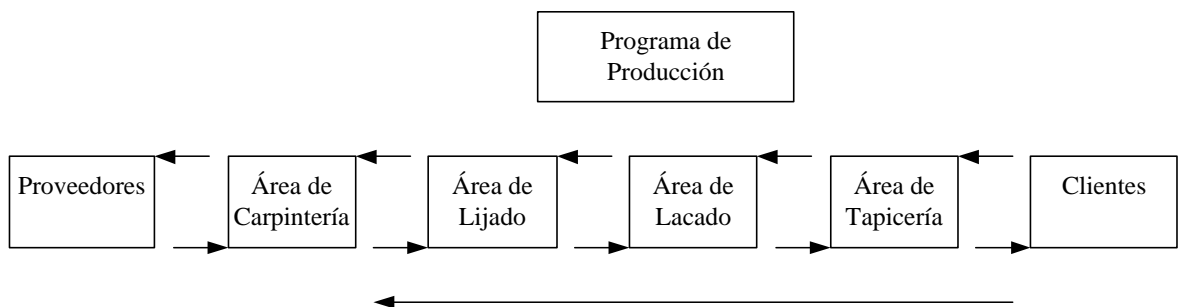 Programa de
Producción
Proveedores
Área de
Carpintería
Área de
Lijado
Área de
Lacado
Área de
Tapicería
Clientes